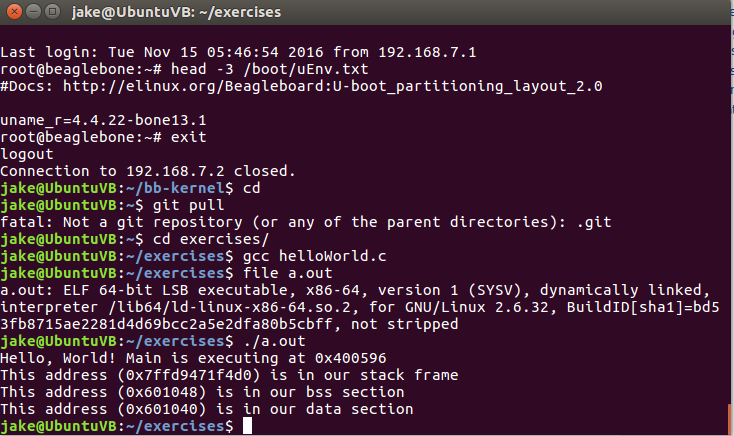 jake@UbuntuVB: ~/exercises
Last login: Tue Nov 15 05:46:54 2016 from 192.168.7.1
root@beaglebone:~# head -3 /boot/uEnv.txt
#Docs: http://elinux.org/Beagleboard:U-boot_partitioning_layout_2.0
uname_r=4.4.22-bone13.1
root@beaglebone:~# exit
logout
Connection to 192.168.7.2 closed.
jake@UbuntuVB:~/bb-kernel$ cd
jake@UbuntuVB:~$ git pull
fatal: Not a git repository (or any of the parent directories): .git
jake@UbuntuVB:~$ cd exercises/
jake@UbuntuVB:~/exercises$ gcc helloWorld.c
jake@UbuntuVB:~/exercises$ file a.out
a.out: ELF 64-bit LSB executable, x86-64, version 1 (SYSV), dynamically linked,
interpreter /lib64/ld-linux-x86-64.so.2, for GNU/Linux 2.6.32, BuildID[sha1]=bd5
3fb8715ae2281d4d69bcc2a5e2dfa80b5cbff, not stripped
jake@UbuntuVB:~/exercises$ ./a.out
Hello, World! Main is executing at 0x400596
This address (0x7ffd9471f4d0) is in our stack frame
This address (0x601048) is in our bss section
This address (0x601040) is in our data section
jake@UbuntuVB:~/exercises$